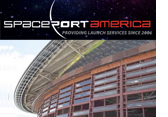 SPACEPORT AMERICA
PROVIDING LAUNCH SERVICES SINCE 2006